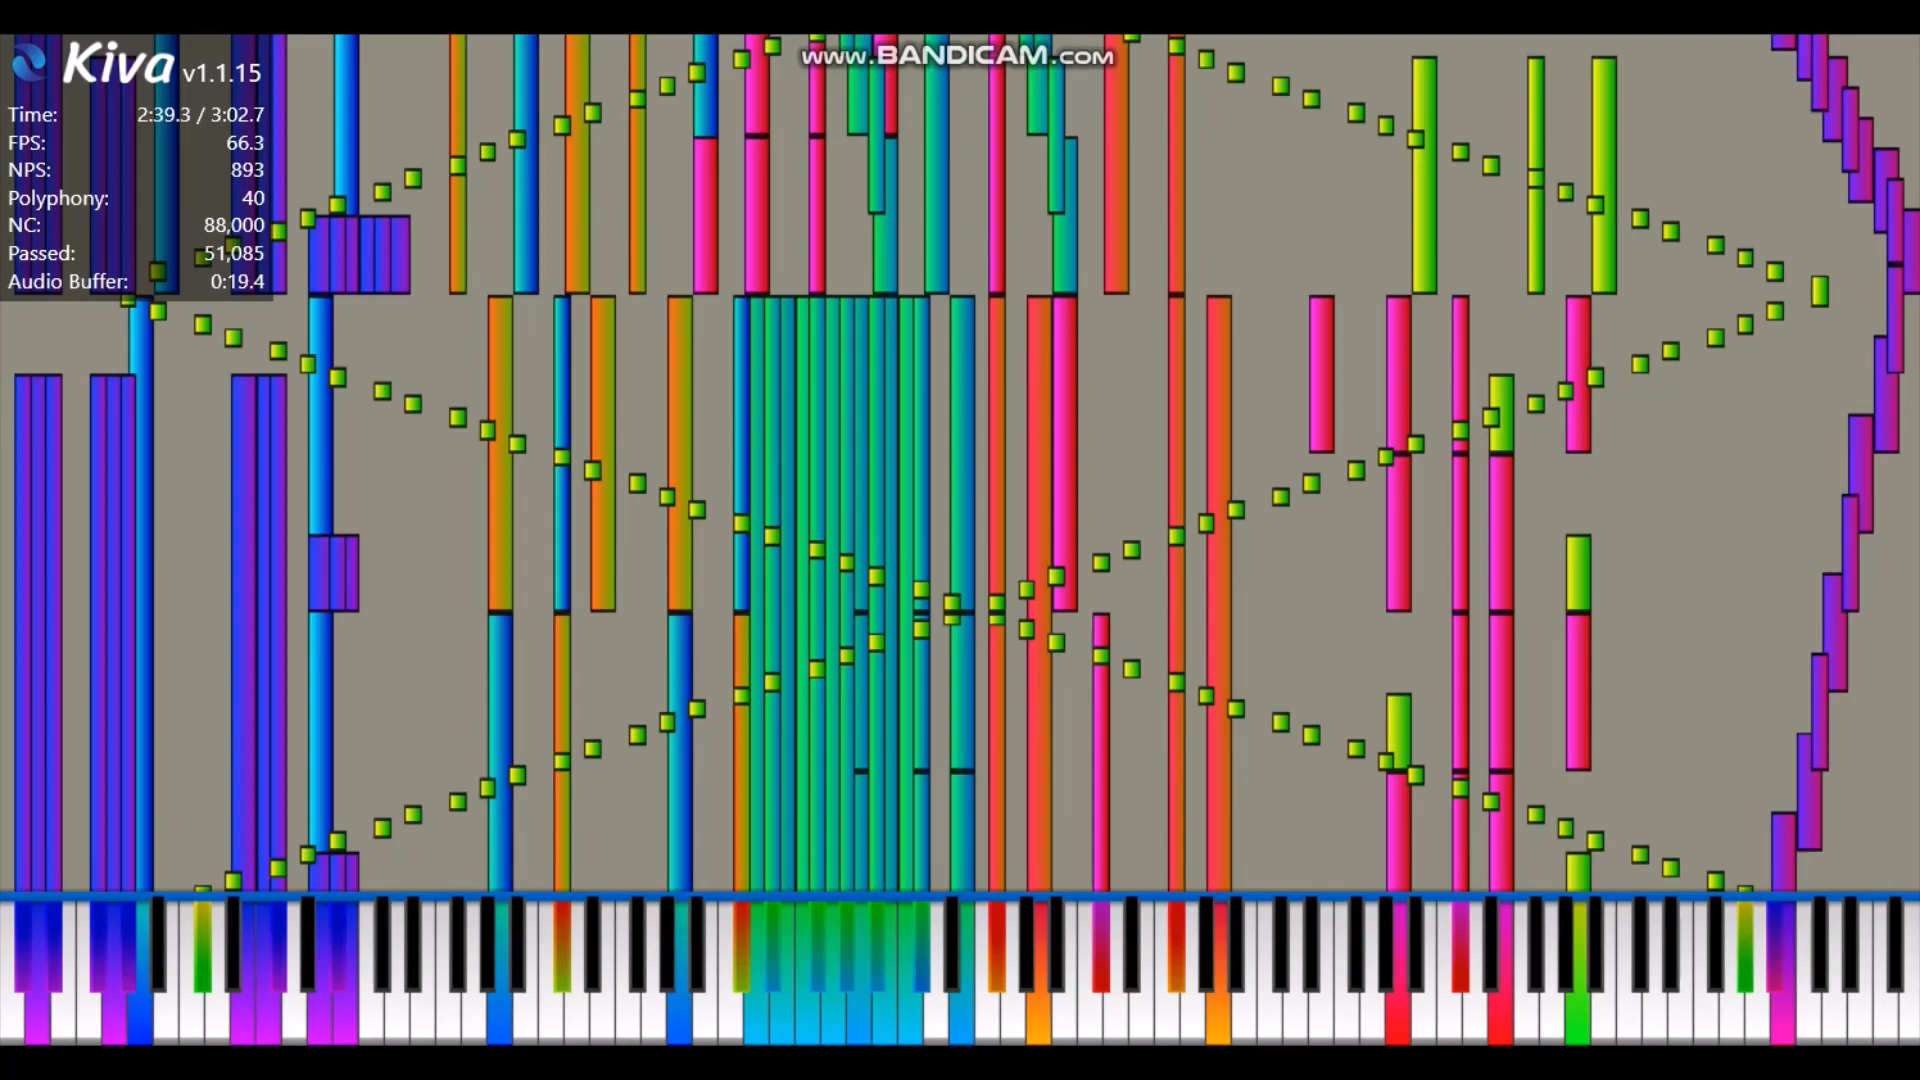 Kiva v1.1.15
www.BANDICAM.com
Time: 2:39.3 / 3:02.7
FPS: 66.3
NPS: 893
Polyphony: 40
NC: 88,000
Passed: 51,085
Audio Buffer: 0:19.4